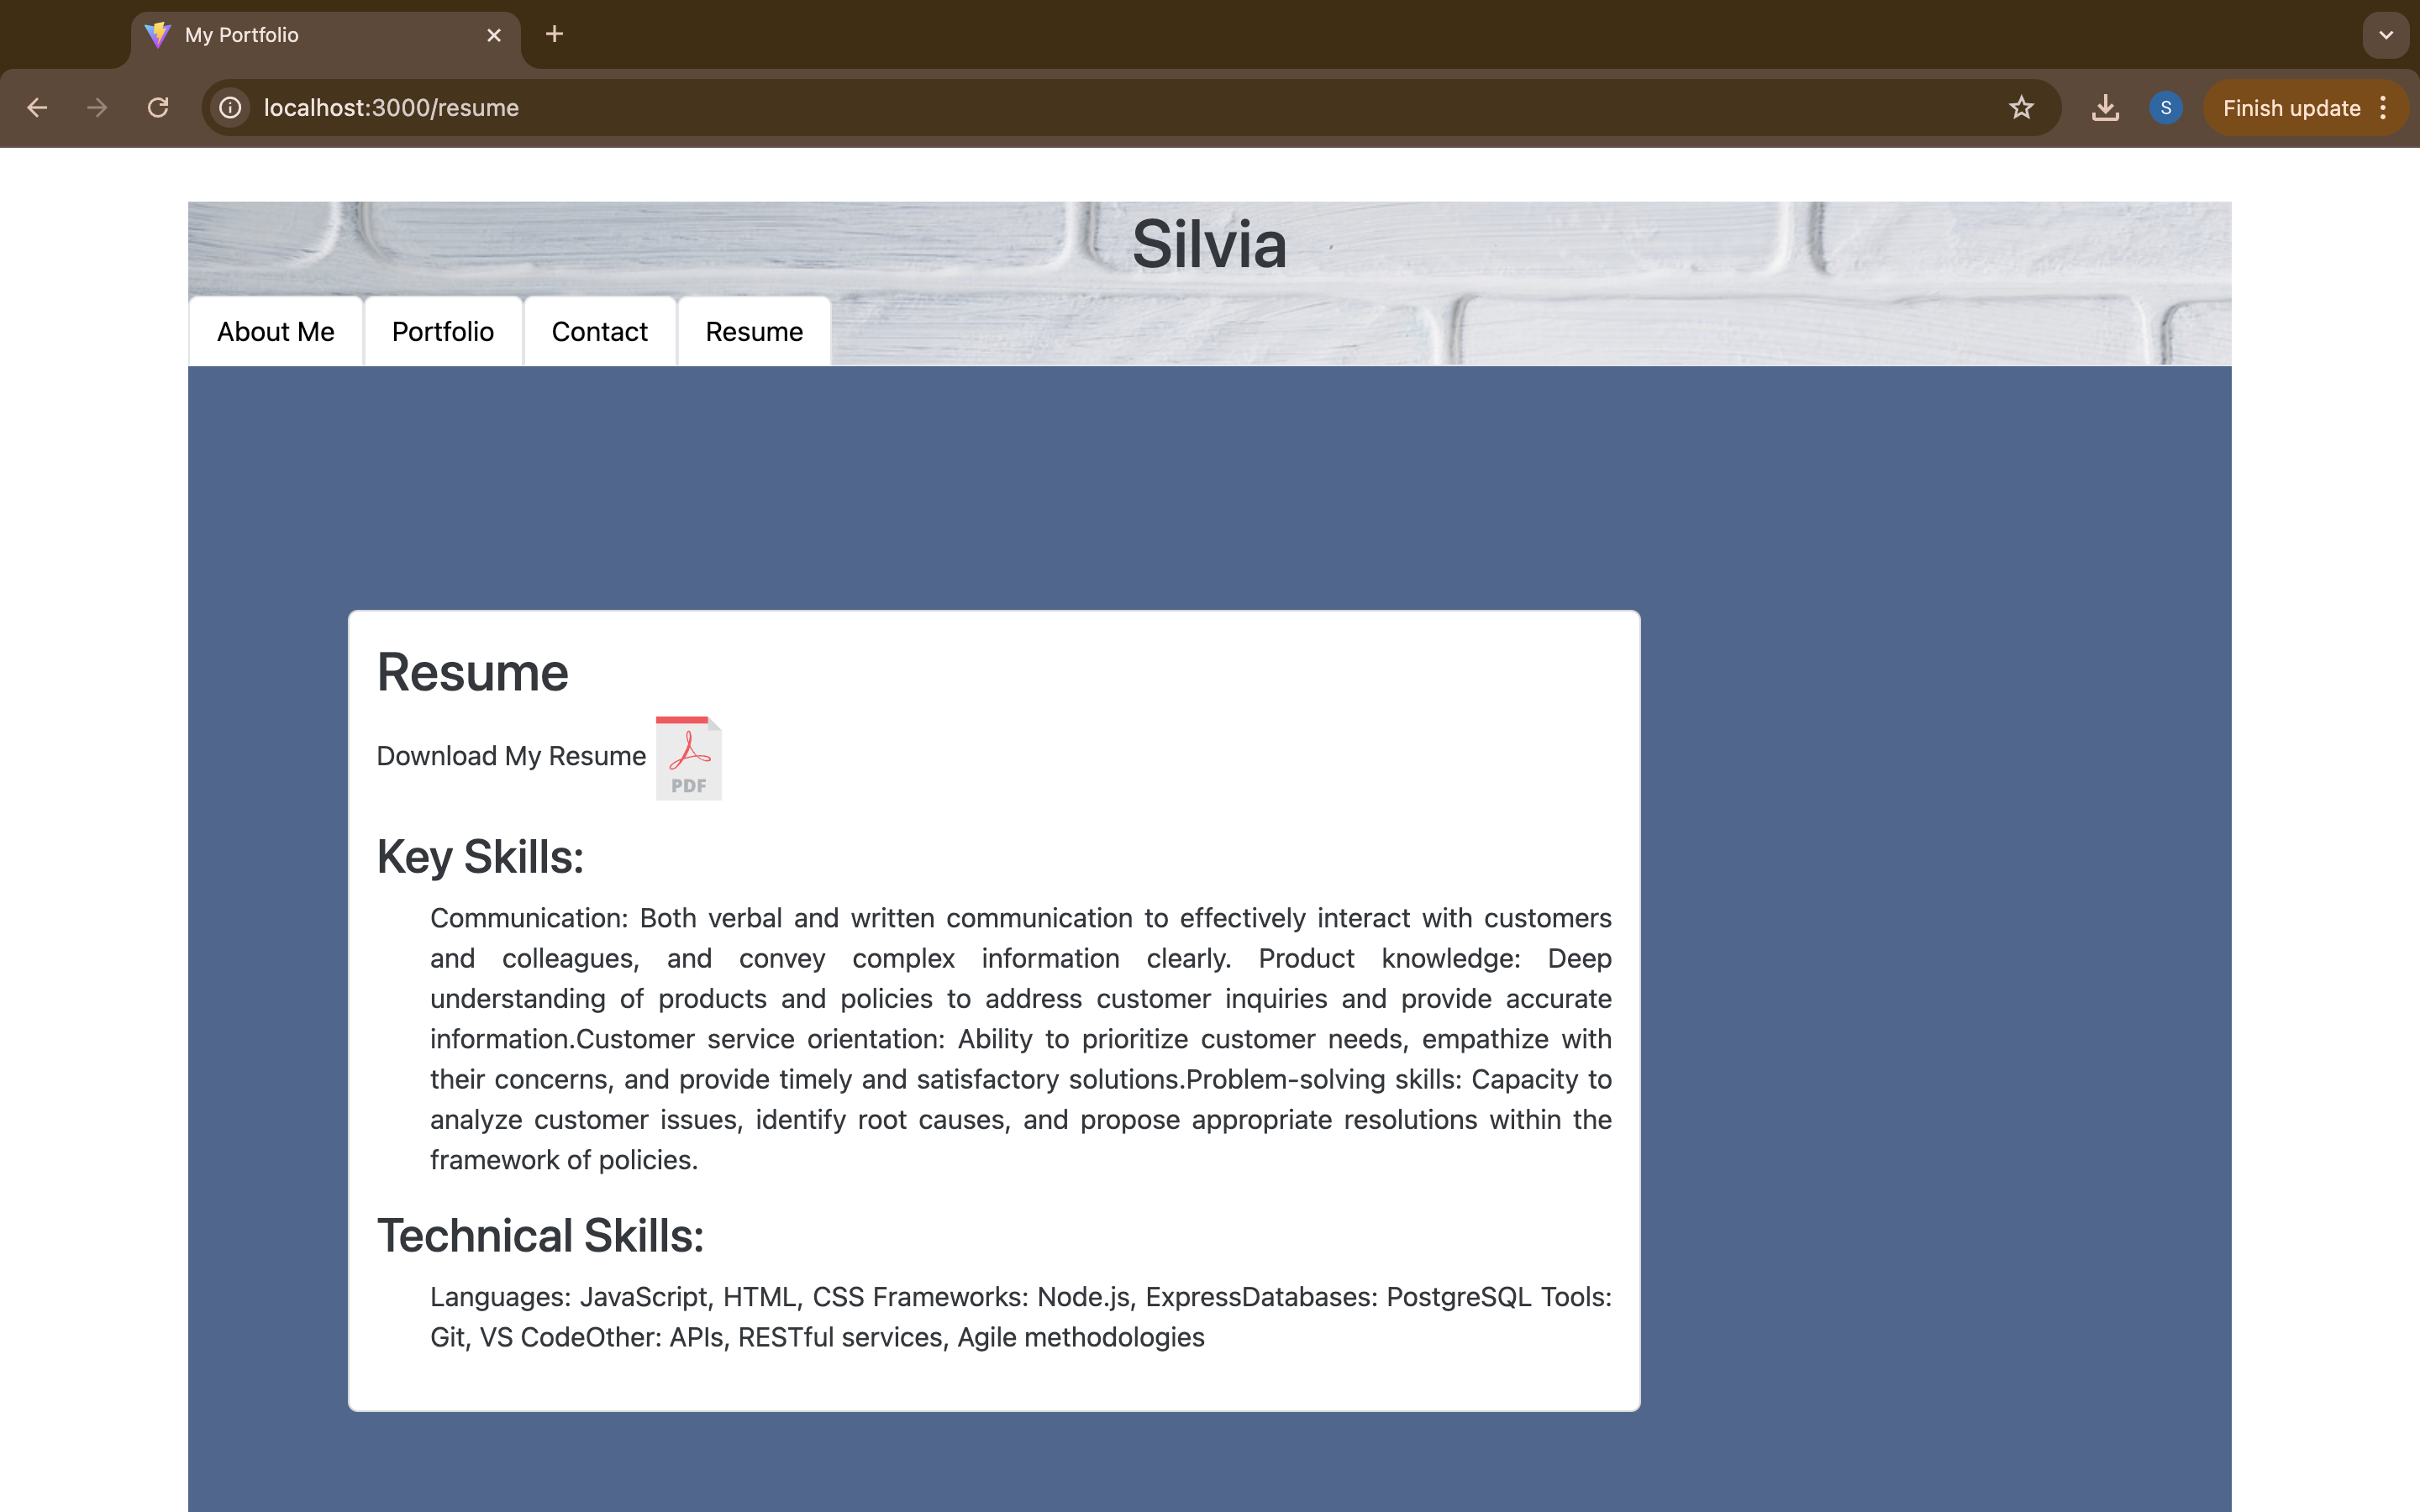 My Portfolio
localhost:3000/resume
S
Finish update
Silvia
About Me
Portfolio
Contact
Resume
Resume
Download My Resume
PDF
Key Skills:
Communication: Both verbal and written communication to effectively interact with customers
and colleagues, and convey complex information clearly. Product knowledge: Deep
understanding of products and policies to address customer inquiries and provide accurate
information.Customer service orientation: Ability to prioritize customer needs, empathize with
their concerns, and provide timely and satisfactory solutions.Problem-solving skills: Capacity to
analyze customer issues, identify root causes, and propose appropriate resolutions within the
framework of policies.
Technical Skills:
Languages: JavaScript, HTML, CSS Frameworks: Node.js, ExpressDatabases: PostgreSQL Tools:
Git, VS CodeOther: APIs, RESTful services, Agile methodologies